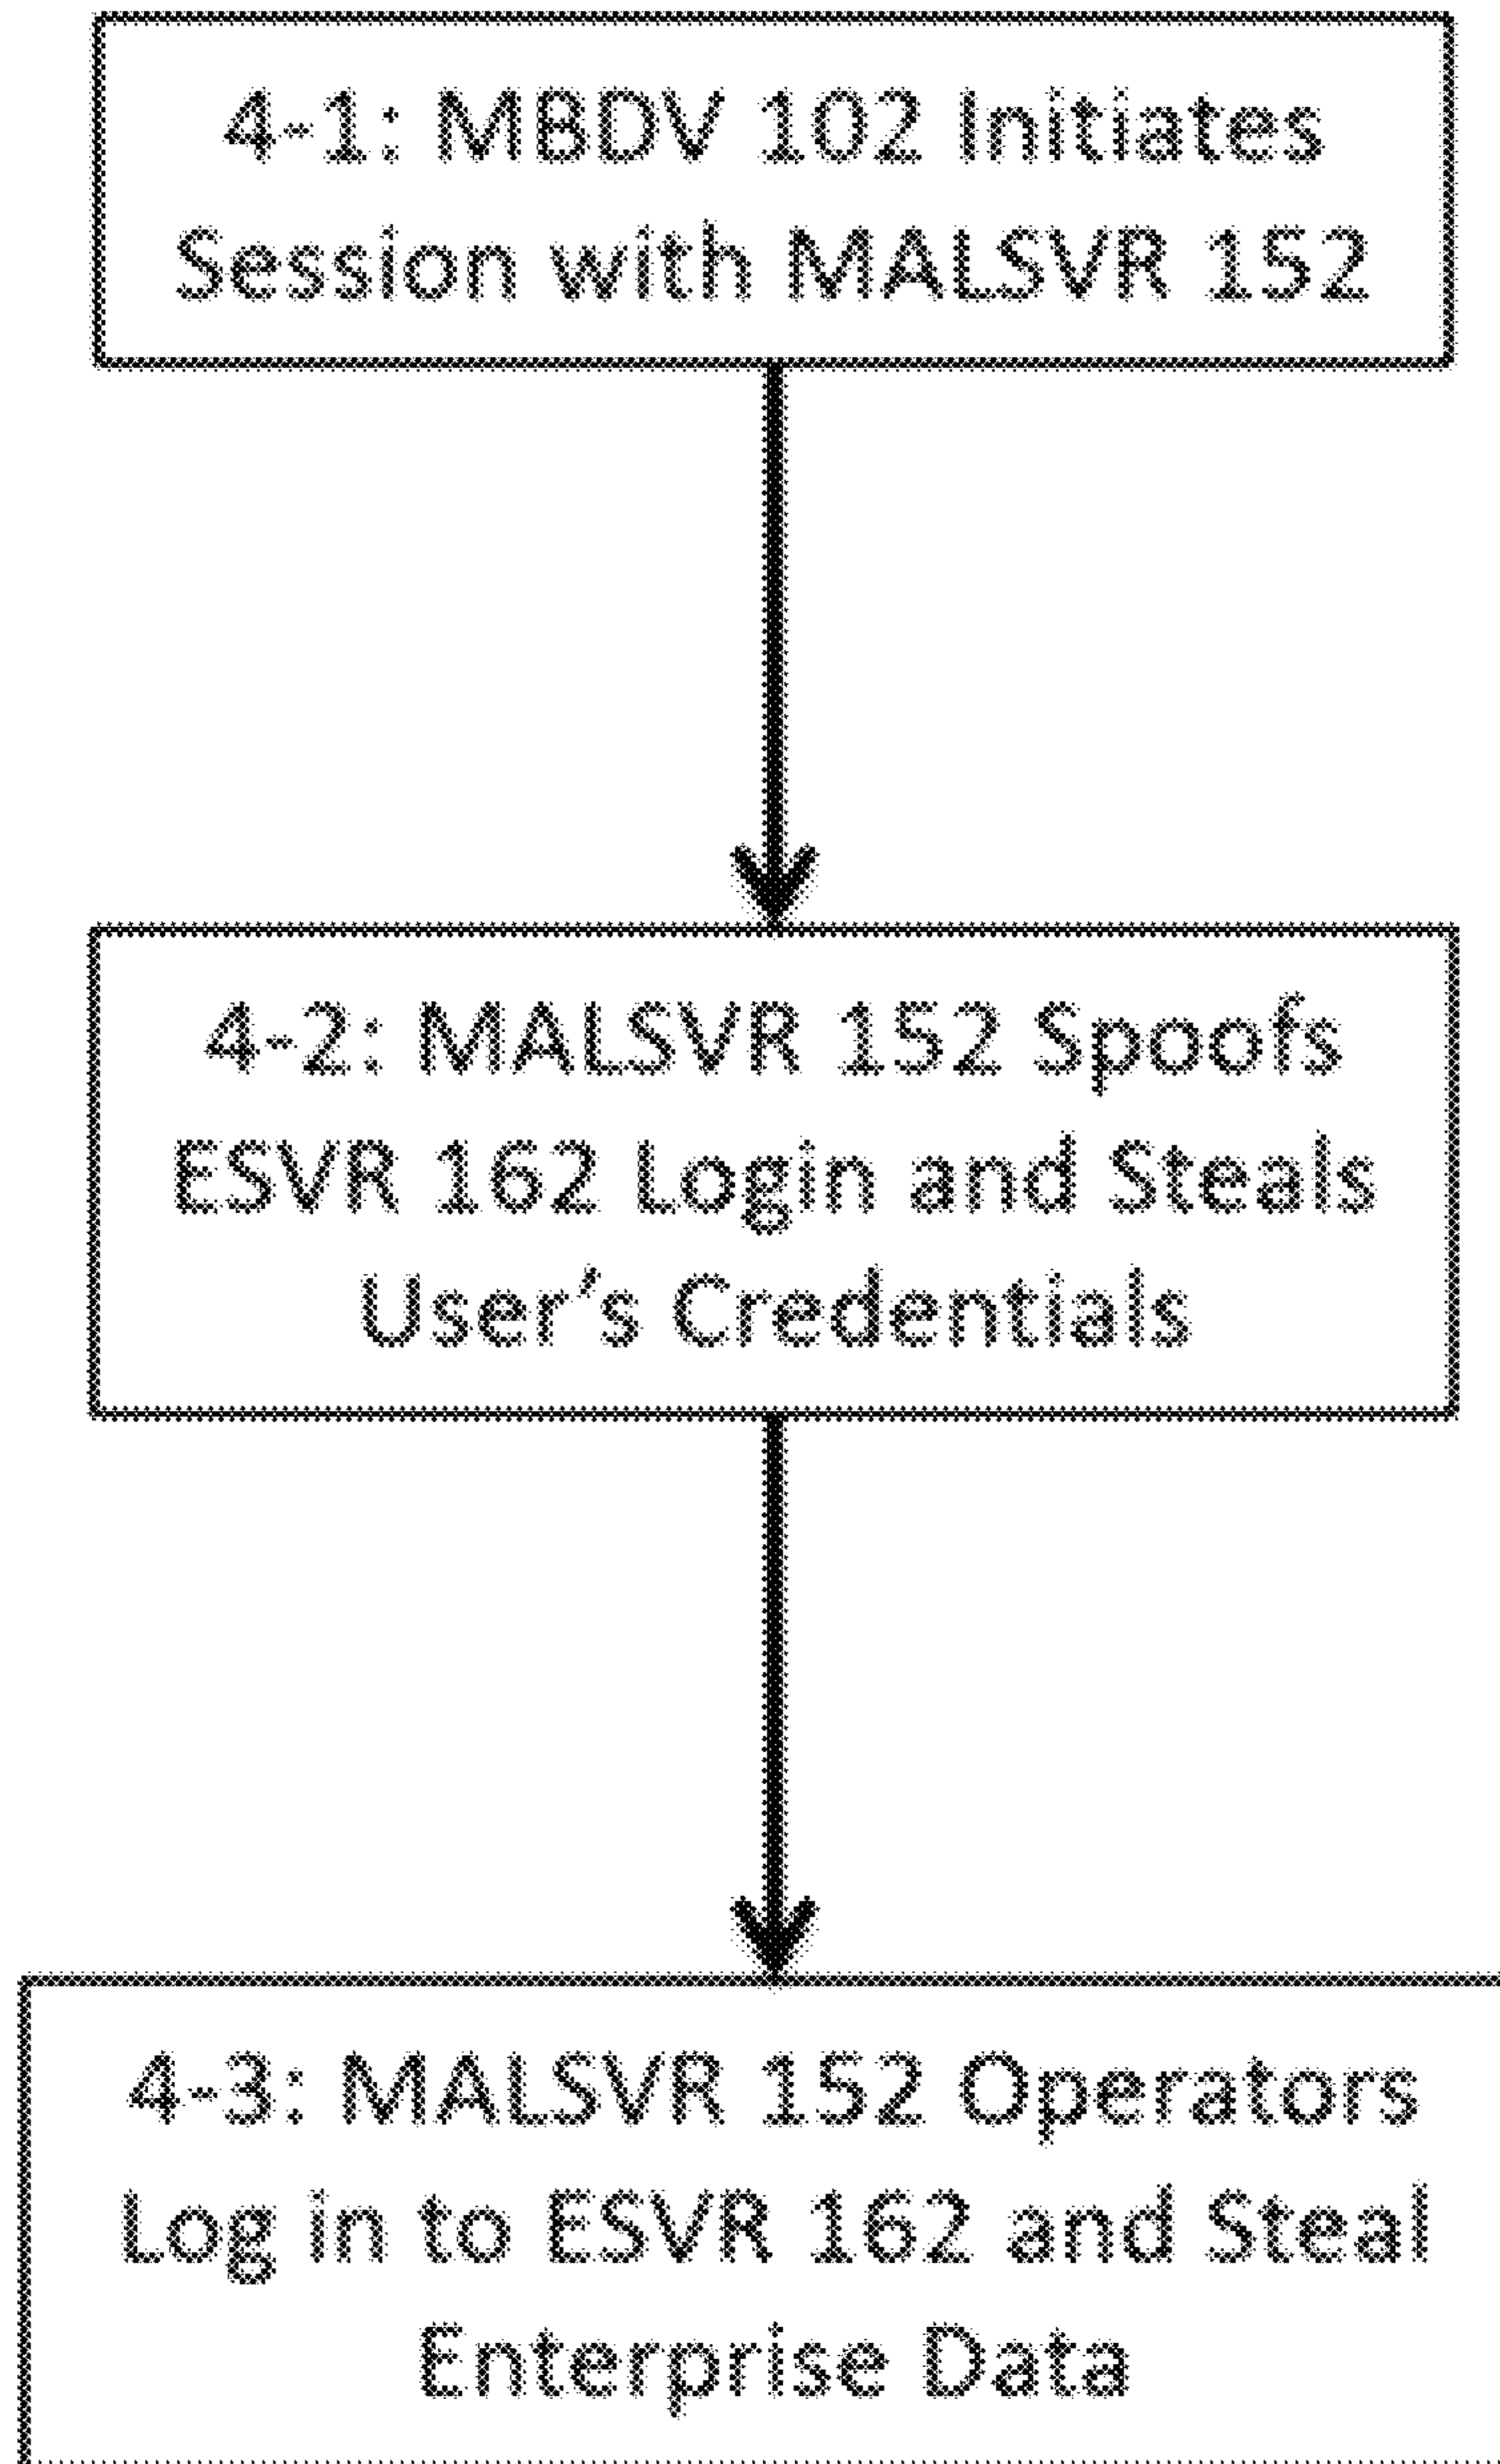 4-1: MBDV 102 Initiates
Session with MALSVR 152
4-2: MALSVR 152 Spoofs
ESVR 162 Login and Steals
User's Credentials
4-3: MALSVR 152 Operators
Log in to ESVR 162 and Steal
Enterprise Data